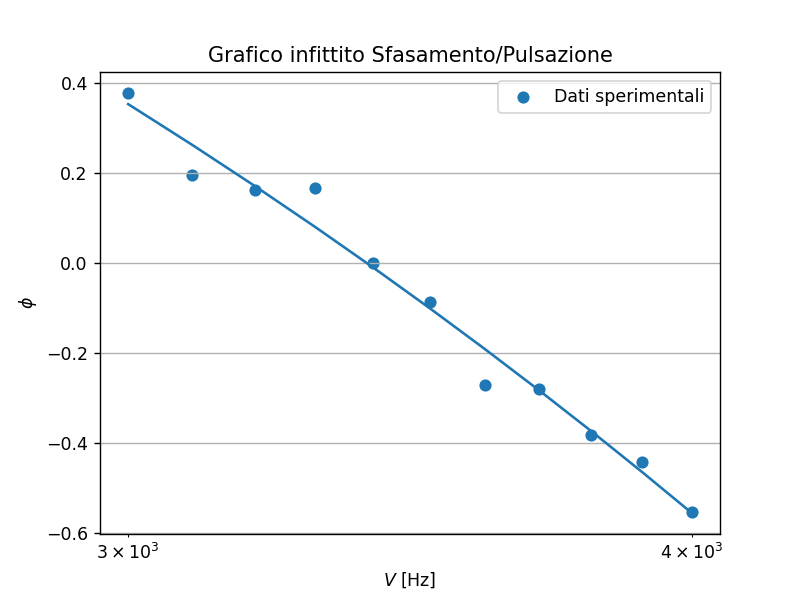 Grafico infittito Sfasamento/Pulsazione
Dati sperimentali
0.4
0.2
0.0
−0.2
−0.4
−0.6
ϕ
3 × 10³
4 × 10³
V [Hz]